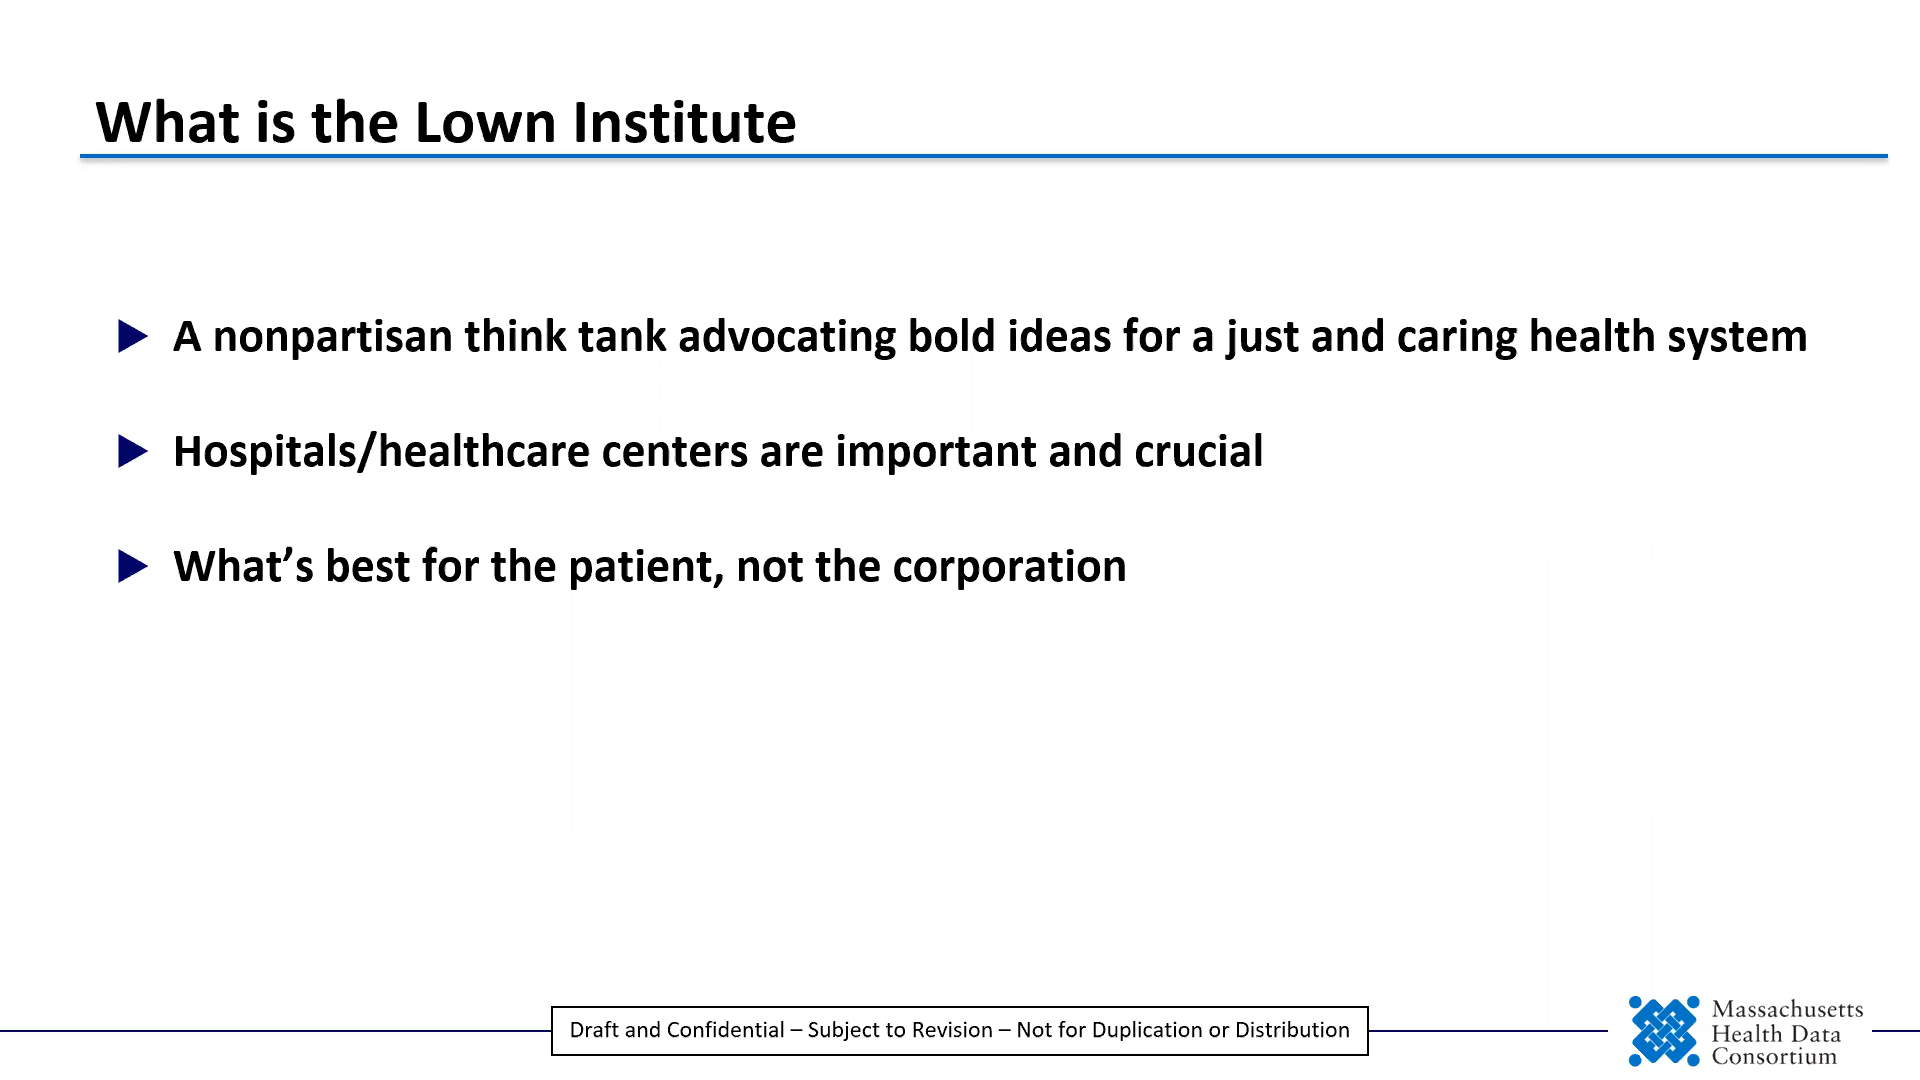 What is the Lown Institute
A nonpartisan think tank advocating bold ideas for a just and caring health system
Hospitals/healthcare centers are important and crucial
What’s best for the patient, not the corporation
Draft and Confidential – Subject to Revision – Not for Duplication or Distribution
Massachusetts
Health Data
Consortium